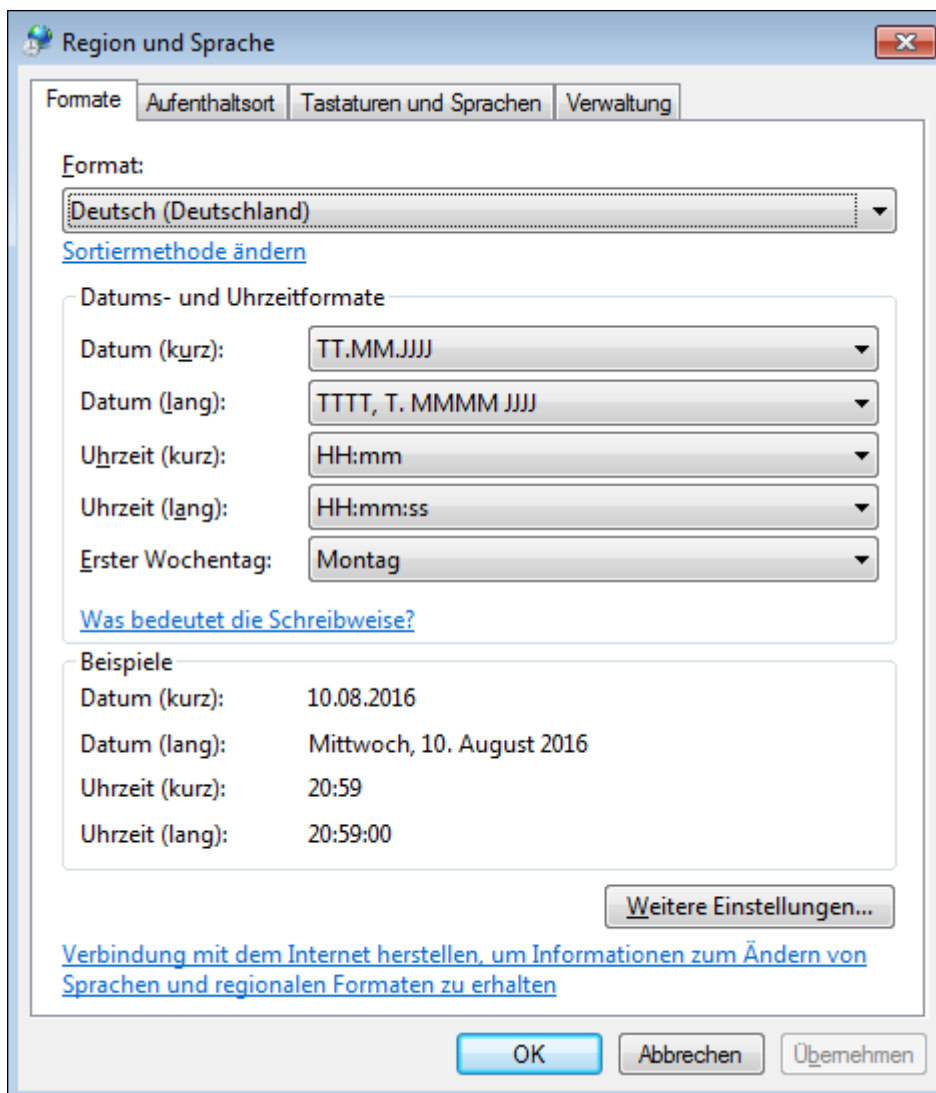 Region und Sprache
Formate Aufenthaltsort Tastaturen und Sprachen Verwaltung
Format:
Deutsch (Deutschland)
Sortiermethode ändern
Datums- und Uhrzeitformate
Datum (kurz): TT.MM.JJJJ
Datum (lang): TTTT, T. MMMM JJJJ
Uhrzeit (kurz): HH:mm
Uhrzeit (lang): HH:mm:ss
Erster Wochentag: Montag
Was bedeutet die Schreibweise?
Beispiele
Datum (kurz): 10.08.2016
Datum (lang): Mittwoch, 10. August 2016
Uhrzeit (kurz): 20:59
Uhrzeit (lang): 20:59:00
Weitere Einstellungen...
Verbindung mit dem Internet herstellen, um Informationen zum Ändern von
Sprachen und regionalen Formaten zu erhalten
OK Abbrechen Übernehmen